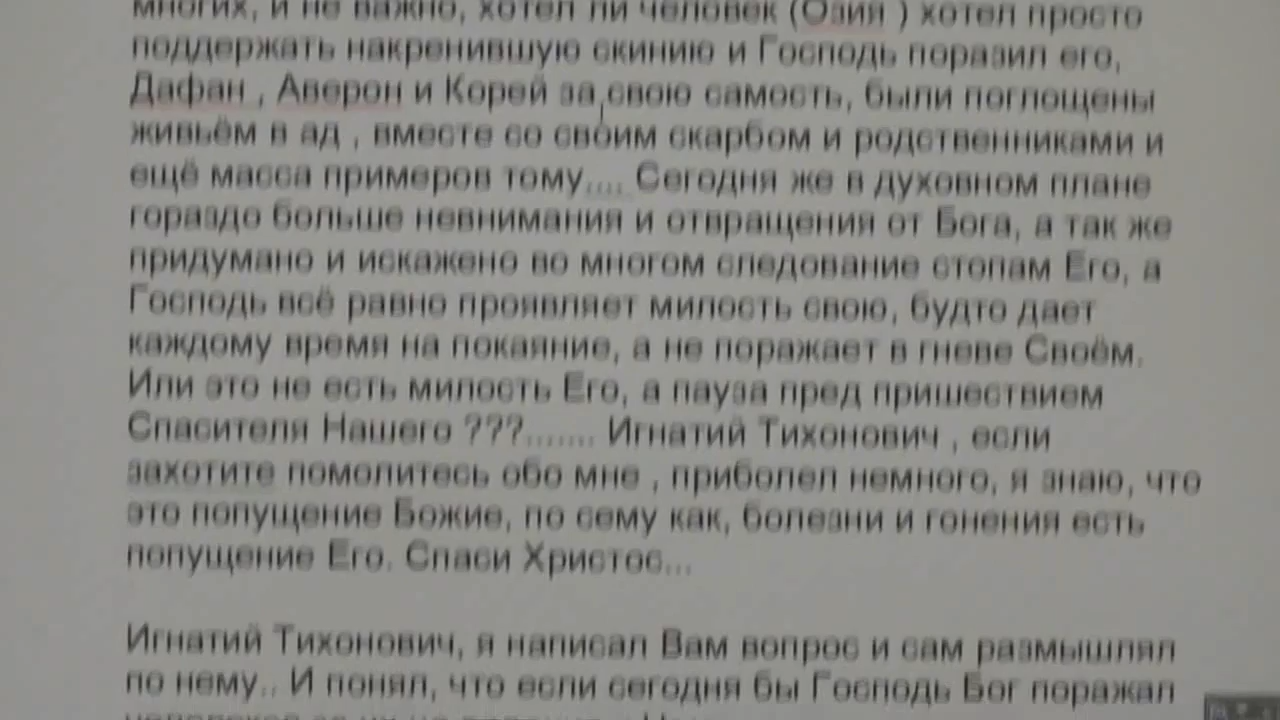 многих, и не важно, хотел ли человек (Озия ) хотел просто
поддержать накренившую скинию и Господь поразил его,
Дафан , Аверон и Корей за свою самость, были поглощены
живьём в ад , вместе со своим скарбом и родственниками и
ещё масса примеров тому.... Сегодня же в духовном плане
гораздо больше невнимания и отвращения от Бога, а так же
придумано и искажено во многом следование стопам Его, а
Господь всё равно проявляет милость свою, будто дает
каждому время на покаяние, а не поражает в гневе Своём.
Или это не есть милость Его, а пауза пред пришествием
Спасителя Нашего ???....... Игнатий Тихонович , если
захотите помолитесь обо мне , приболел немного, я знаю, что
это попущение Божие, по сему как, болезни и гонения есть
попущение Его. Спаси Христос...
Игнатий Тихонович, я написал Вам вопрос и сам размышлял
по нему.. И понял, что если сегодня бы Господь Бог поражал